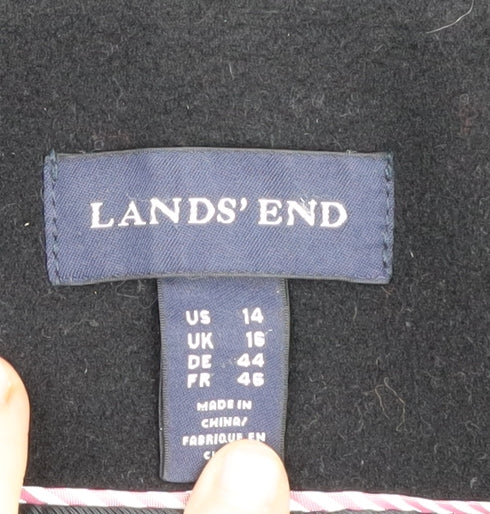 LANDS' END
US 14
UK 16
DE 44
FR 46
MADE IN
CHINA/
FABRIQUE EN